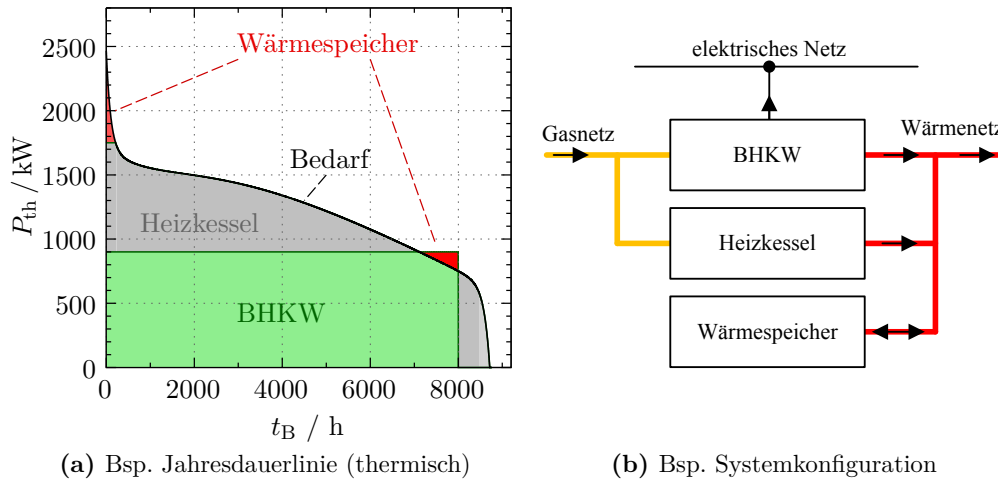 2500
2000
1500
1000
500
0
P_th / kW
Wärmespeicher
Bedarf
Heizkessel
BHKW
0
2000
4000
6000
8000
t_B / h
(a) Bsp. Jahresdauerlinie (thermisch)
elektrisches Netz
Gasnetz
Wärmenetz
BHKW
Heizkessel
Wärmespeicher
(b) Bsp. Systemkonfiguration